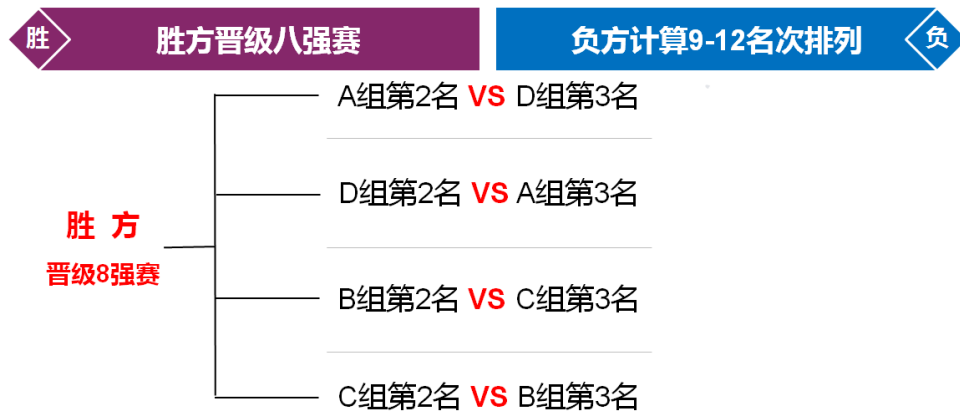 胜 胜方晋级八强赛 负方计算9-12名次排列 负
A组第2名 VS D组第3名
D组第2名 VS A组第3名
胜 方
晋级8强赛
B组第2名 VS C组第3名
C组第2名 VS B组第3名